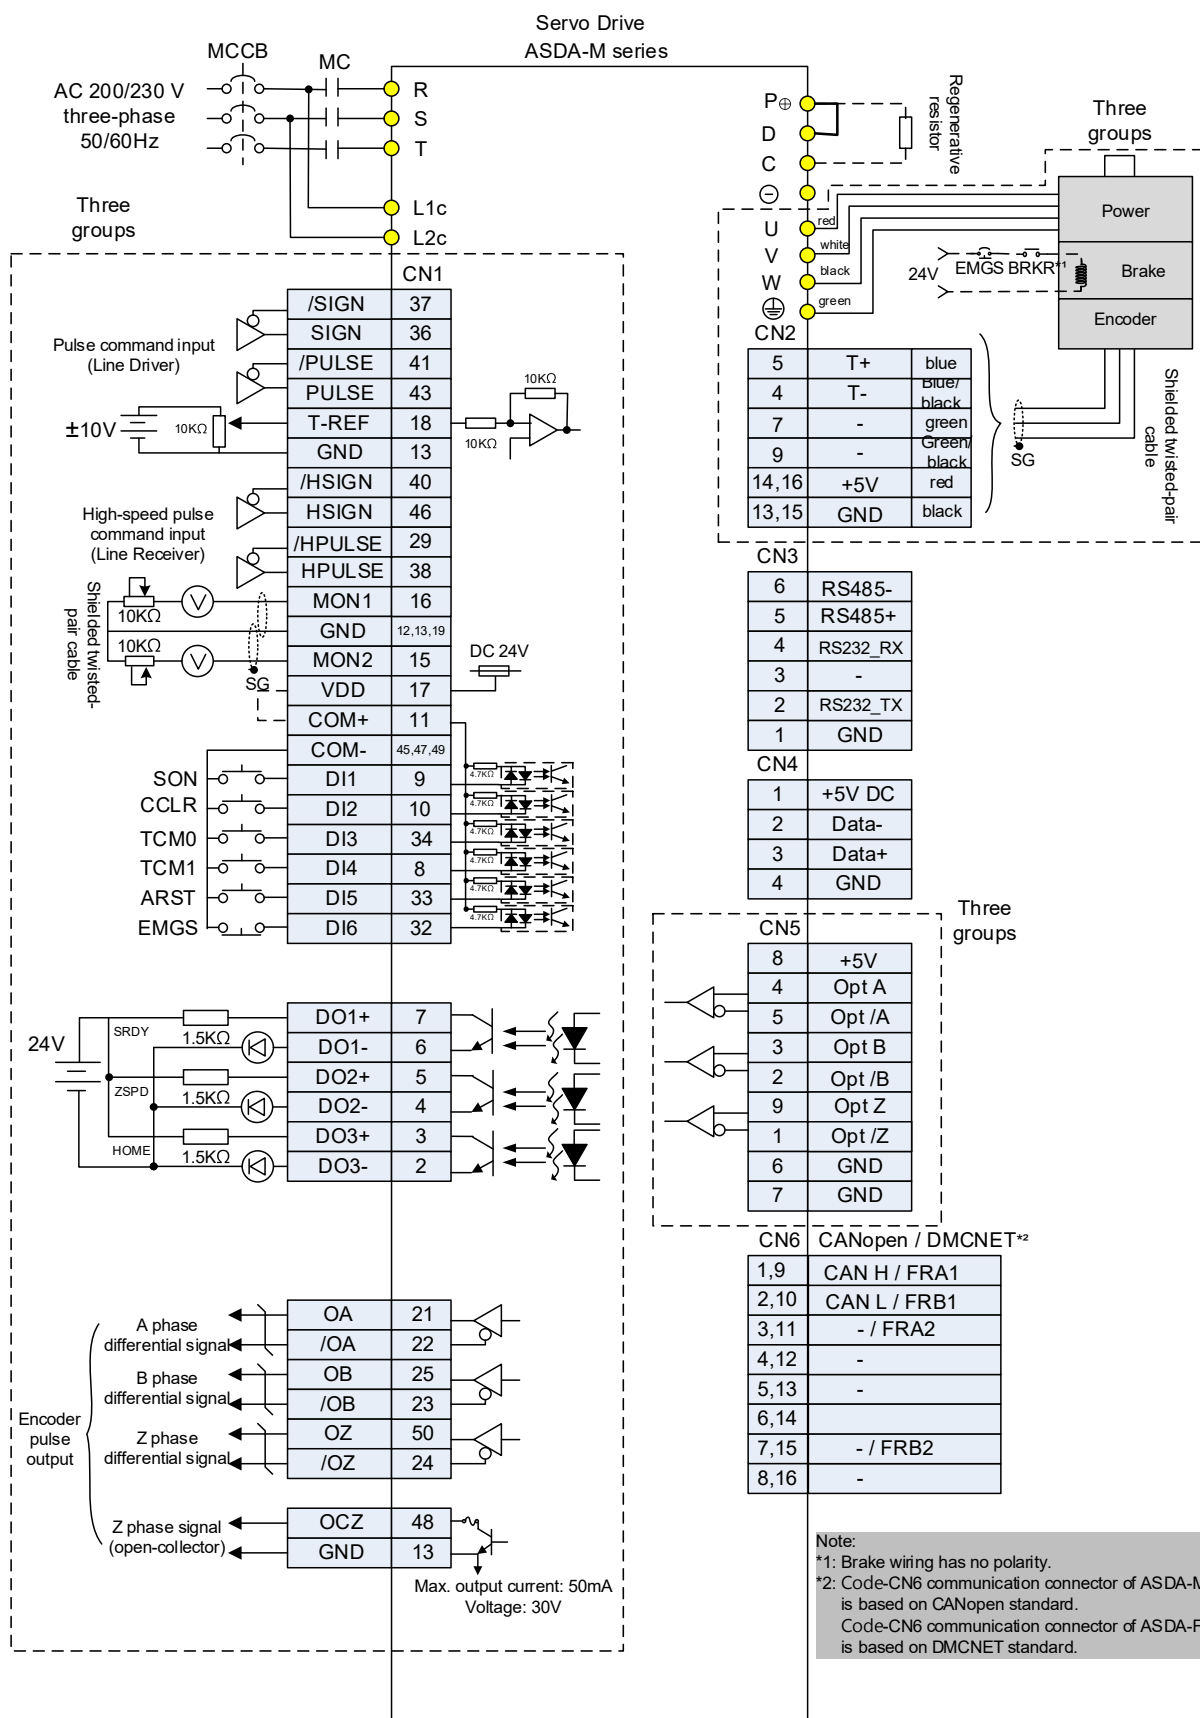 Servo Drive
ASDA-M series
MCCB
MC
AC 200/230 V
three-phase
50/60Hz
R
S
T
L1c
L2c
Three
groups
CN1
/SIGN 37
SIGN 36
/PULSE 41
PULSE 43
T-REF 18
GND 13
/HSIGN 40
HSIGN 46
/HPULSE 29
HPULSE 38
MON1 16
GND 12,13,19
MON2 15
VDD 17
COM+ 11
COM- 45,47,49
DI1 9
DI2 10
DI3 34
DI4 8
DI5 33
DI6 32
Pulse command input
(Line Driver)
±10V
10KΩ
10KΩ
10KΩ
High-speed pulse
command input
(Line Receiver)
Shielded twisted-
pair cable
10KΩ
10KΩ
V
V
SG
DC 24V
SON
CCLR
TCM0
TCM1
ARST
EMGS
4.7KΩ
4.7KΩ
4.7KΩ
4.7KΩ
4.7KΩ
4.7KΩ
24V
SRDY
1.5KΩ
ZSPD
1.5KΩ
HOME
1.5KΩ
DO1+ 7
DO1- 6
DO2+ 5
DO2- 4
DO3+ 3
DO3- 2
Encoder
pulse
output
A phase
differential signal
B phase
differential signal
Z phase
differential signal
Z phase signal
(open-collector)
OA 21
/OA 22
OB 25
/OB 23
OZ 50
/OZ 24
OCZ 48
GND 13
Max. output current: 50mA
Voltage: 30V
P⊕
D
C
⊖
U
V
W
Regenerative
resistor
Three
groups
red
white
black
green
Power
Brake
Encoder
24V
EMGS BRKR*1
CN2
5 T+ blue
4 T- Blue/
black
7 - green
9 - Green/
black
14,16 +5V red
13,15 GND black
SG
Shielded twisted-pair
cable
CN3
6 RS485-
5 RS485+
4 RS232_RX
3 -
2 RS232_TX
1 GND
CN4
1 +5V DC
2 Data-
3 Data+
4 GND
Three
groups
CN5
8 +5V
4 Opt A
5 Opt /A
3 Opt B
2 Opt /B
9 Opt Z
1 Opt /Z
6 GND
7 GND
CN6 CANopen / DMCNET*2
1,9 CAN H / FRA1
2,10 CAN L / FRB1
3,11 - / FRA2
4,12 -
5,13 -
6,14
7,15 - / FRB2
8,16 -
Note:
*1: Brake wiring has no polarity.
*2: Code-CN6 communication connector of ASDA-M
is based on CANopen standard.
Code-CN6 communication connector of ASDA-F
is based on DMCNET standard.